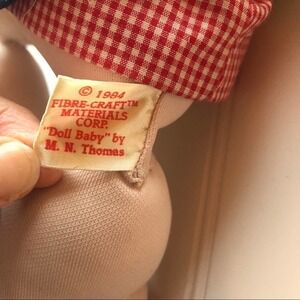 © 1984
FIBRE-CRAFT™
MATERIALS
CORP.
"Doll Baby" by
M. N. Thomas